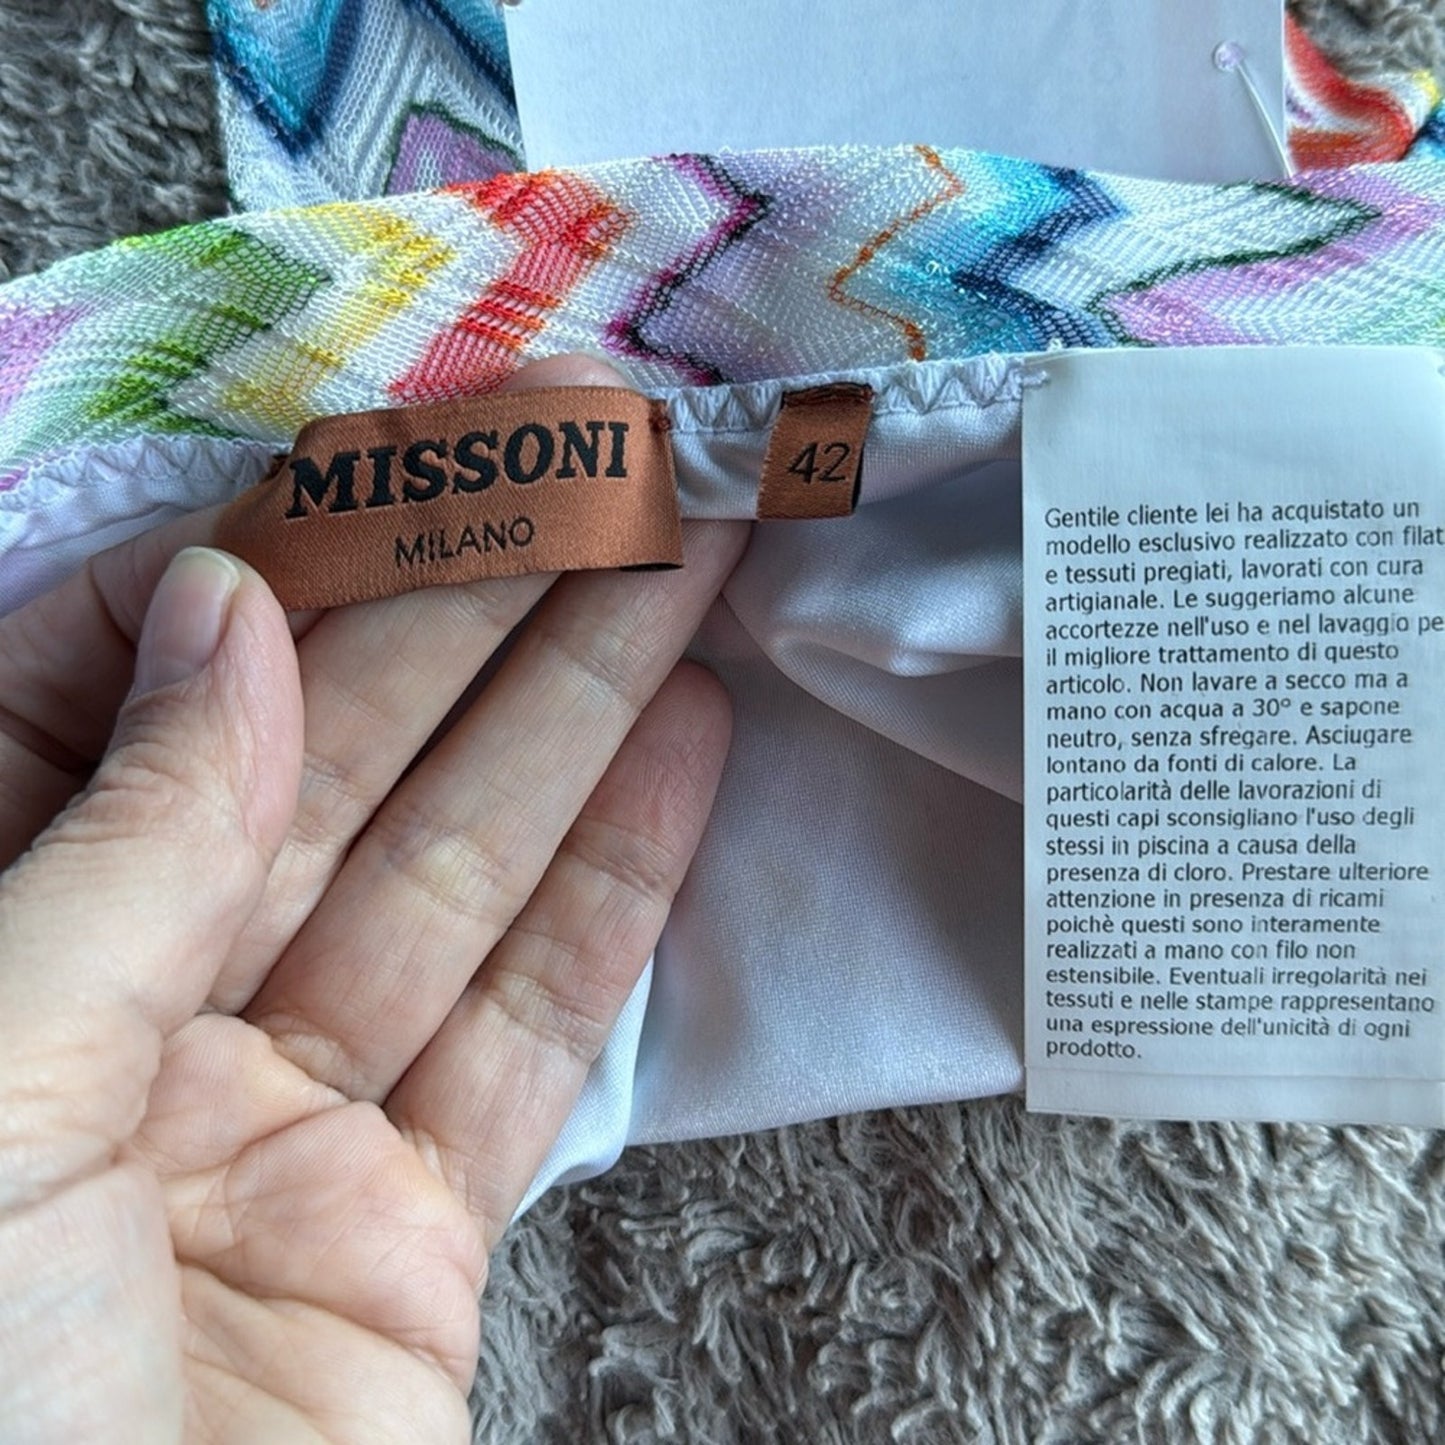 MISSONI
MILANO
42
Gentile cliente lei ha acquistato un
modello esclusivo realizzato con filat
e tessuti pregiati, lavorati con cura
artigianale. Le suggeriamo alcune
accortezze nell'uso e nel lavaggio pe
il migliore trattamento di questo
articolo. Non lavare a secco ma a
mano con acqua a 30° e sapone
neutro, senza sfregare. Asciugare
lontano da fonti di calore. La
particolarità delle lavorazioni di
questi capi sconsigliano l'uso degli
stessi in piscina a causa della
presenza di cloro. Prestare ulteriore
attenzione in presenza di ricami
poichè questi sono interamente
realizzati a mano con filo non
estensibile. Eventuali irregolarità nei
tessuti e nelle stampe rappresentano
una espressione dell'unicità di ogni
prodotto.